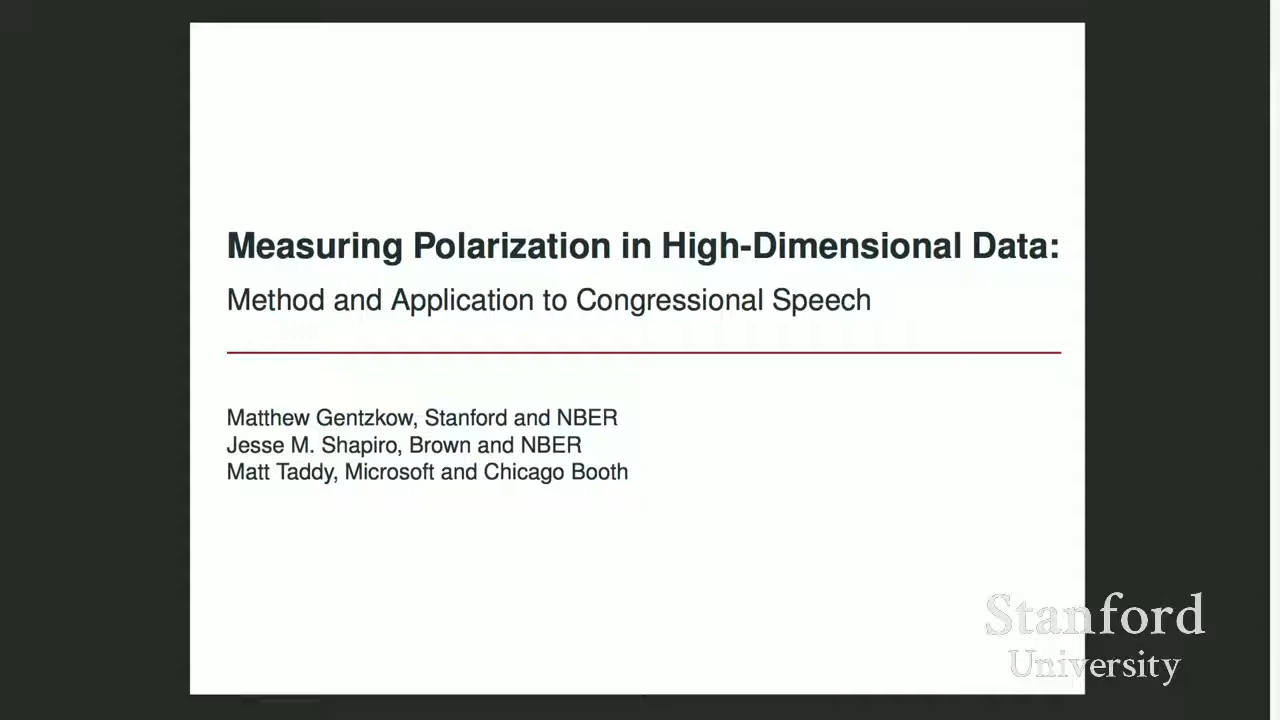 Measuring Polarization in High-Dimensional Data:
Method and Application to Congressional Speech
Matthew Gentzkow, Stanford and NBER
Jesse M. Shapiro, Brown and NBER
Matt Taddy, Microsoft and Chicago Booth
Stanford
University